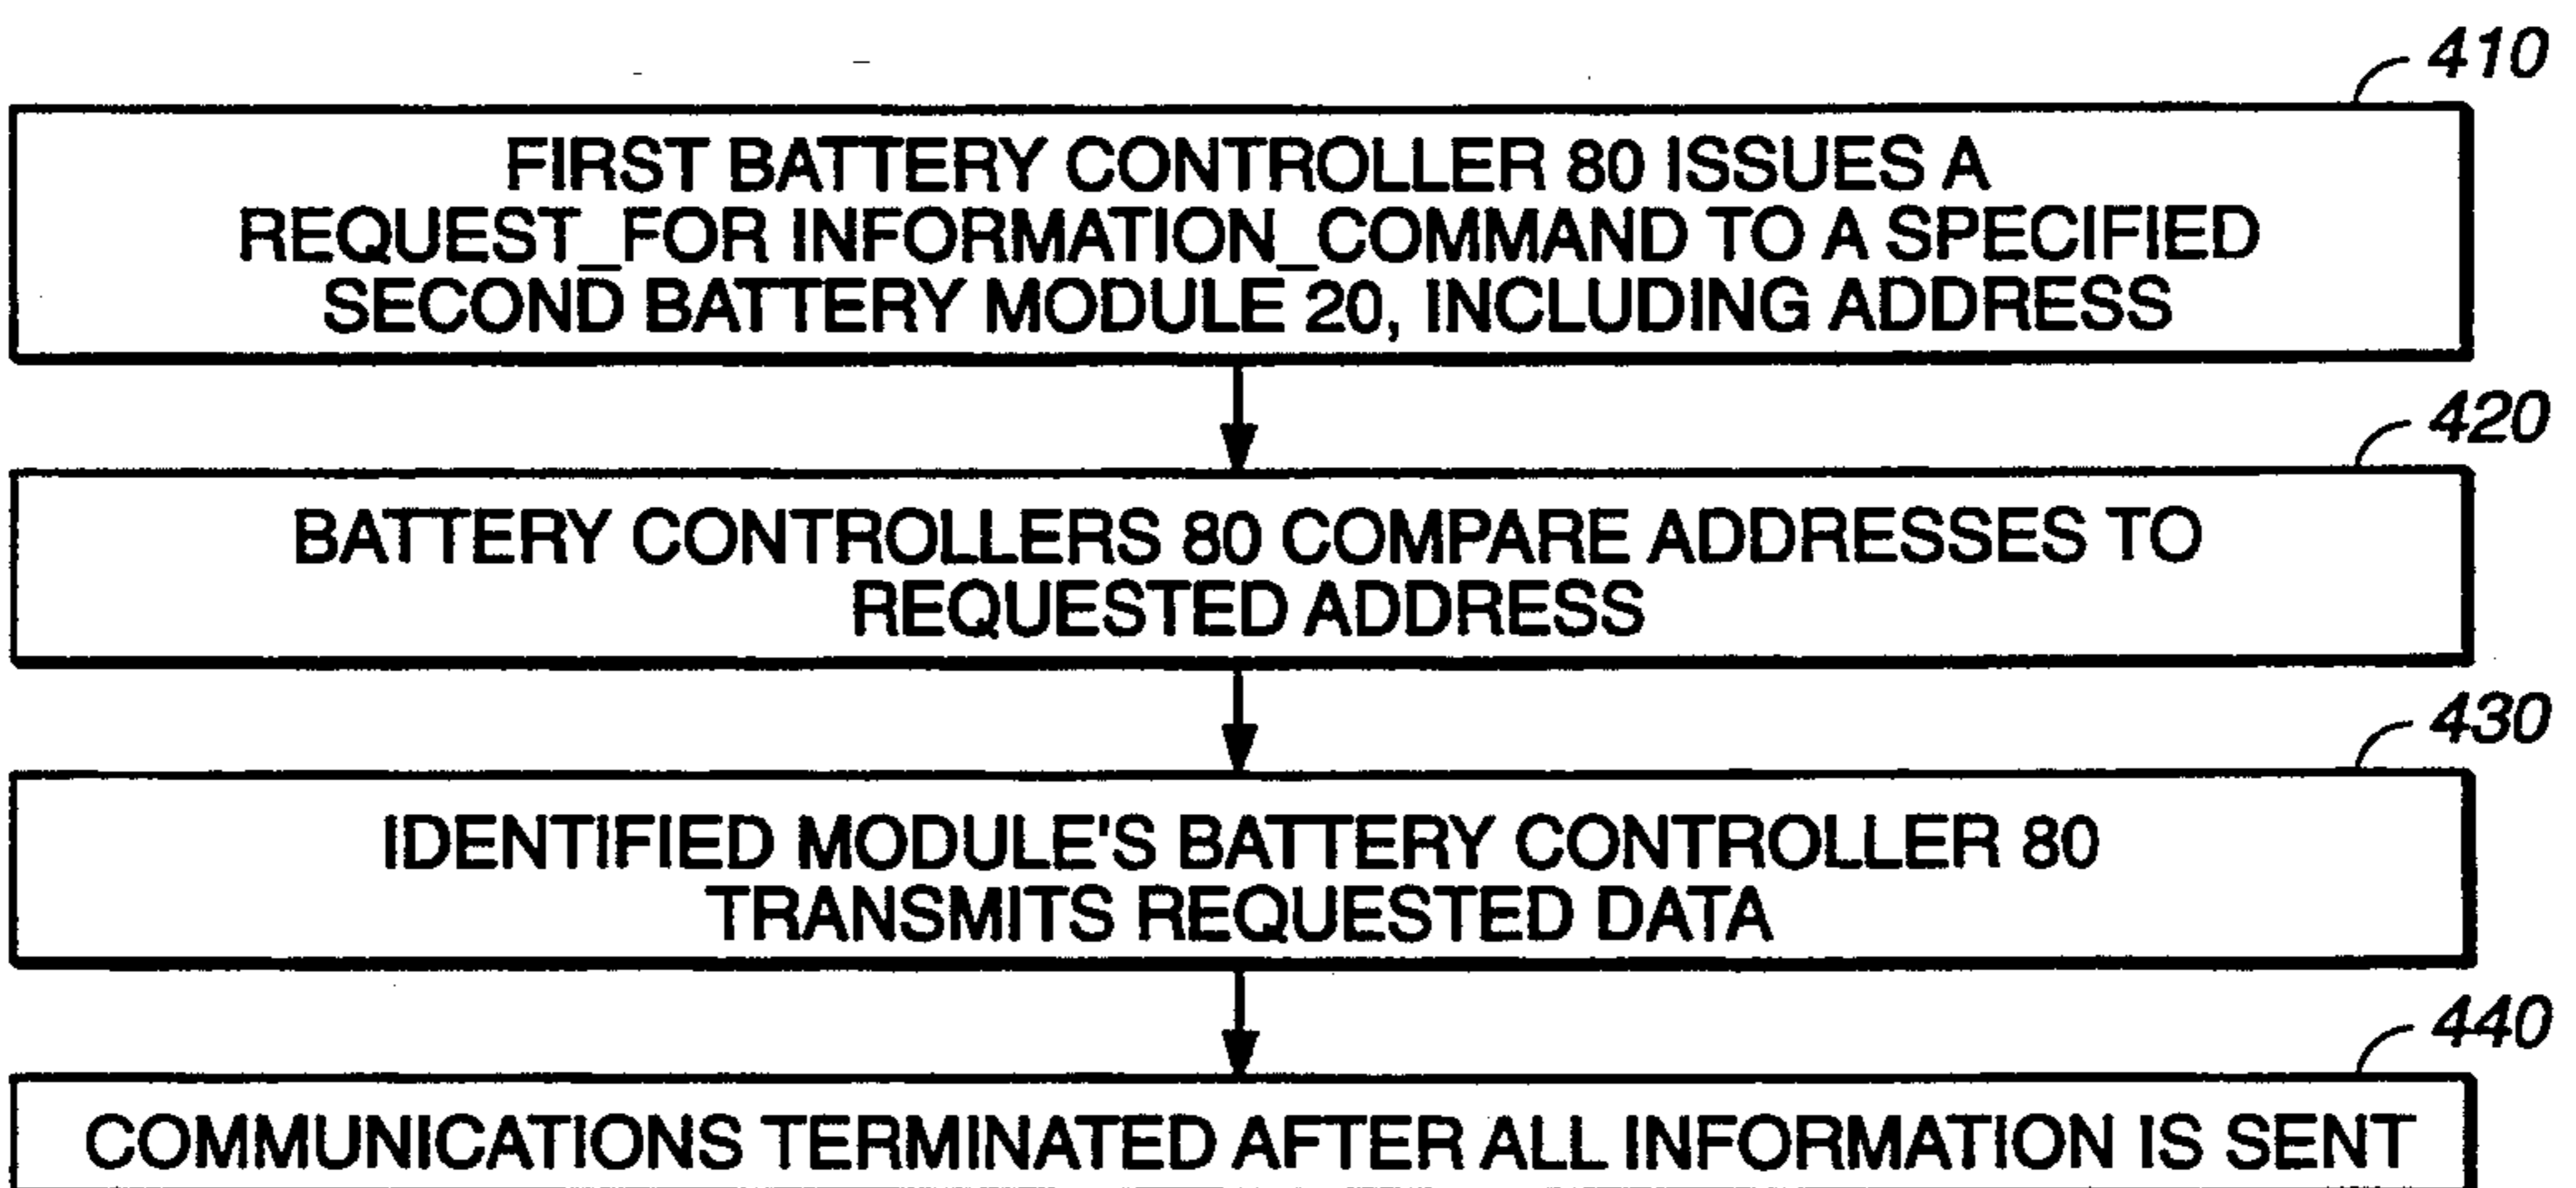 410
FIRST BATTERY CONTROLLER 80 ISSUES A
REQUEST_FOR INFORMATION_COMMAND TO A SPECIFIED
SECOND BATTERY MODULE 20, INCLUDING ADDRESS
420
BATTERY CONTROLLERS 80 COMPARE ADDRESSES TO
REQUESTED ADDRESS
430
IDENTIFIED MODULE'S BATTERY CONTROLLER 80
TRANSMITS REQUESTED DATA
440
COMMUNICATIONS TERMINATED AFTER ALL INFORMATION IS SENT